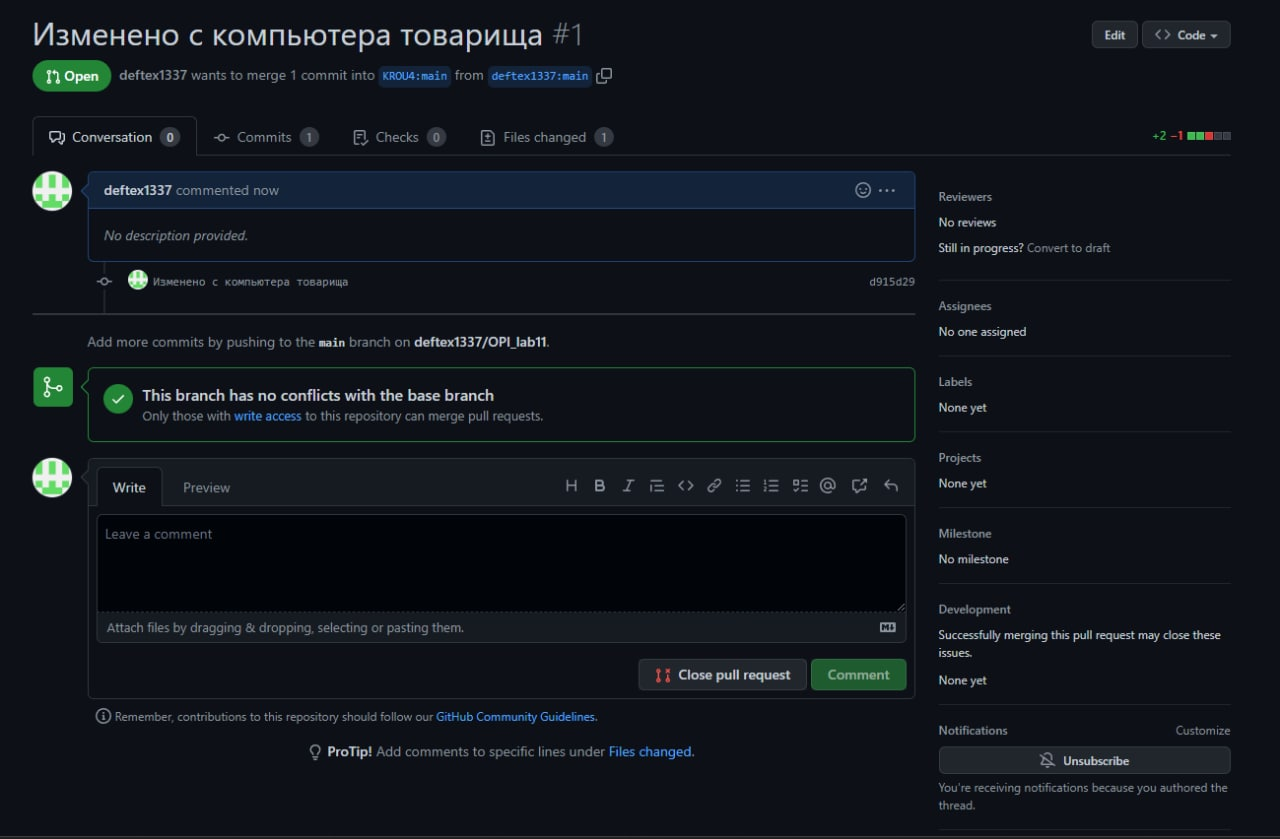 Изменено с компьютера товарища #1
Edit
<> Code
Open
deftex1337 wants to merge 1 commit into KROU4:main from deftex1337:main
Conversation 0
Commits 1
Checks 0
Files changed 1
+2 −1
deftex1337 commented now
No description provided.
Изменено с компьютера товарища
d915d29
Add more commits by pushing to the main branch on deftex1337/OPI_lab11.
This branch has no conflicts with the base branch
Only those with write access to this repository can merge pull requests.
Write
Preview
Leave a comment
Attach files by dragging & dropping, selecting or pasting them.
Close pull request
Comment
Remember, contributions to this repository should follow our GitHub Community Guidelines.
ProTip! Add comments to specific lines under Files changed.
Reviewers
No reviews
Still in progress? Convert to draft
Assignees
No one assigned
Labels
None yet
Projects
None yet
Milestone
No milestone
Development
Successfully merging this pull request may close these
issues.
None yet
Notifications
Customize
Unsubscribe
You're receiving notifications because you authored the
thread.